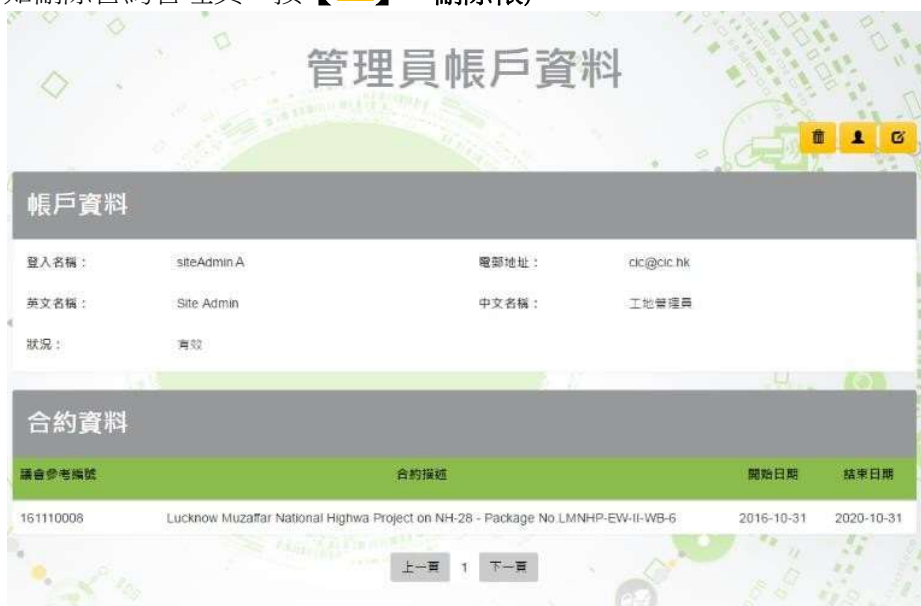 管理員帳戶資料
帳戶資料
登入名稱： siteAdmin A 電郵地址： cic@cic.hk
英文名稱： Site Admin 中文名稱： 工地管理員
狀況： 有效
合約資料
議會參考編號 合約描述 開始日期 結束日期
161110008 Lucknow Muzaffar National Highwa Project on NH-28 - Package No.LMNHP-EW-II-WB-6 2016-10-31 2020-10-31
上一頁 1 下一頁